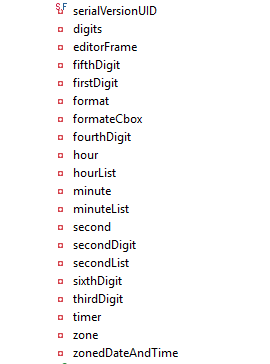 S F serialVersionUID
digits
editorFrame
fifthDigit
firstDigit
format
formateCbox
fourthDigit
hour
hourList
minute
minuteList
second
secondDigit
secondList
sixthDigit
thirdDigit
timer
zone
zonedDateAndTime